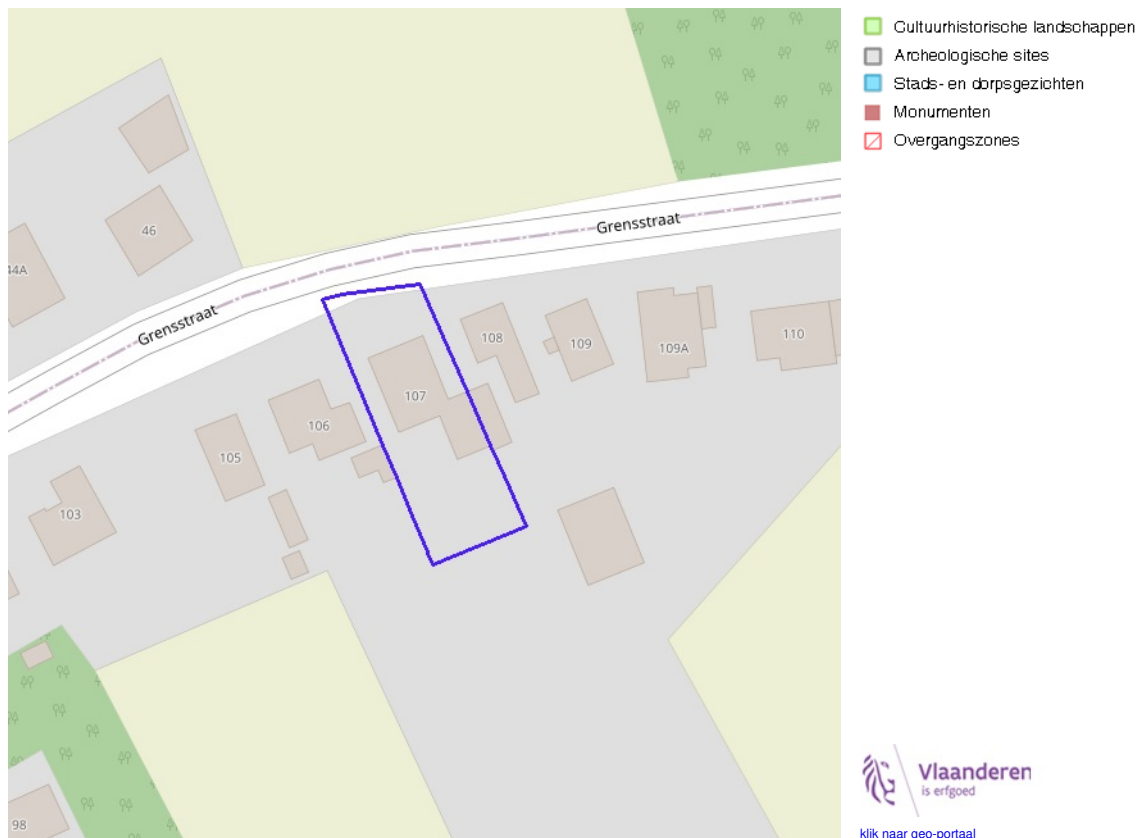 Cultuurhistorische landschappen
Archeologische sites
Stads- en dorpsgezichten
Monumenten
Overgangszones
46
44A
Grensstraat
Grensstraat
108
109
109A
110
107
106
105
103
98
Vlaanderen
is erfgoed
klik naar geo-portaal